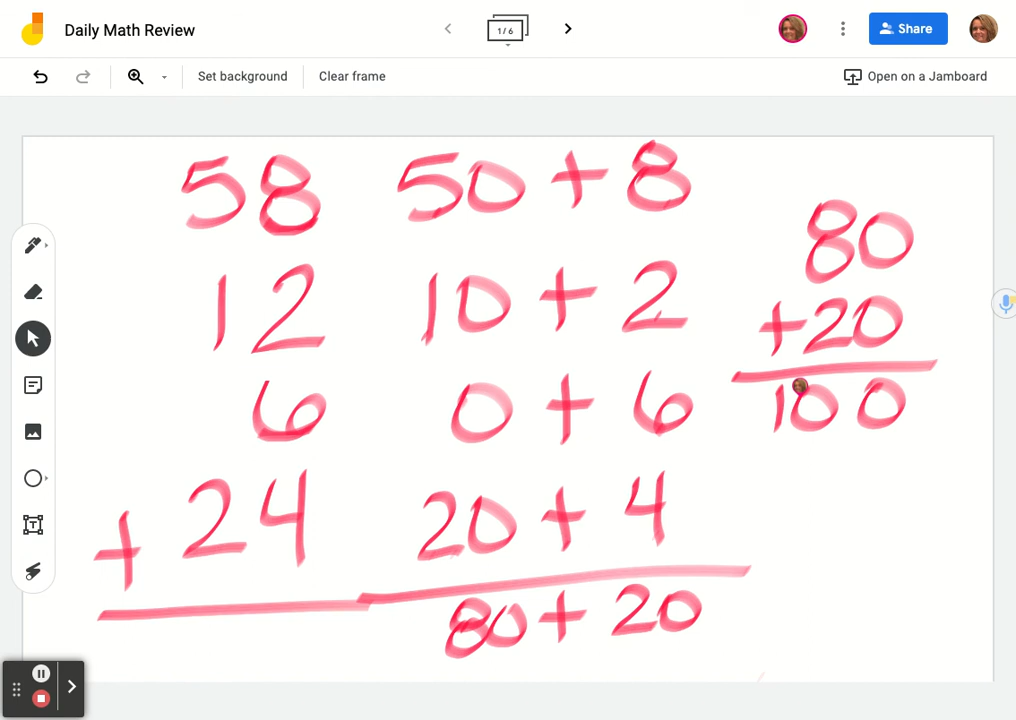 Daily Math Review
1 / 6
Share
Set background
Clear frame
Open on a Jamboard
58
12
6
+ 24
50 + 8
10 + 2
0 + 6
20 + 4
80 + 20
80
+20
100